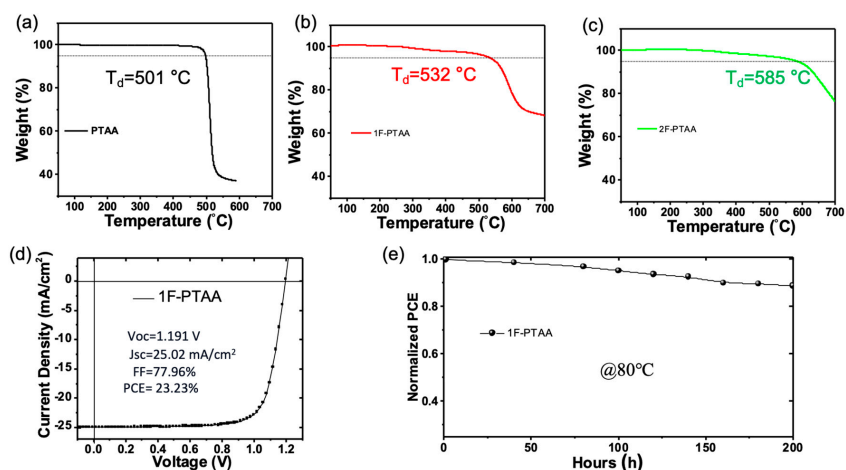 (a)
100
80
60
40
Weight (%)
Td=501 °C
PTAA
100 200 300 400 500 600 700
Temperature (°C)
(b)
100
80
60
40
Weight (%)
Td=532 °C
1F-PTAA
100 200 300 400 500 600 700
Temperature (°C)
(c)
100
80
60
40
Weight (%)
Td=585 °C
2F-PTAA
100 200 300 400 500 600 700
Temperature (°C)
(d)
0
-5
-10
-15
-20
-25
Current Density (mA/cm²)
1F-PTAA
Voc=1.191 V
Jsc=25.02 mA/cm²
FF=77.96%
PCE=23.23%
0.0 0.2 0.4 0.6 0.8 1.0 1.2
Voltage (V)
(e)
1.0
0.8
0.6
0.4
Normalized PCE
1F-PTAA
@80℃
0 50 100 150 200
Hours (h)